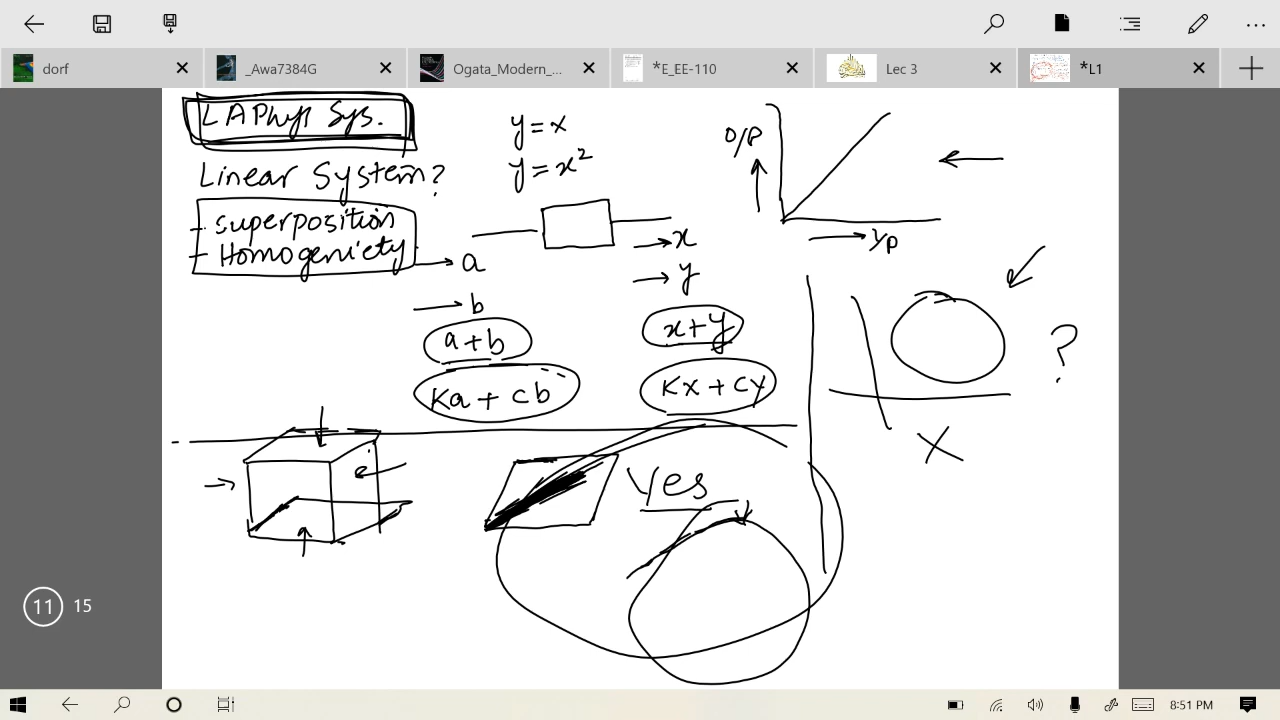 dorf
_Awa7384G
Ogata_Modern_...
*E_EE-110
Lec 3
*L1
LAPhys Sys.
Linear System?
- superposition
- Homogeniety
y = x
y = x²
O/P
I/P
x
y
a
b
a+b
x+y
Ka + cb
Kx + cy
?
X
Yes
11 15
8:51 PM